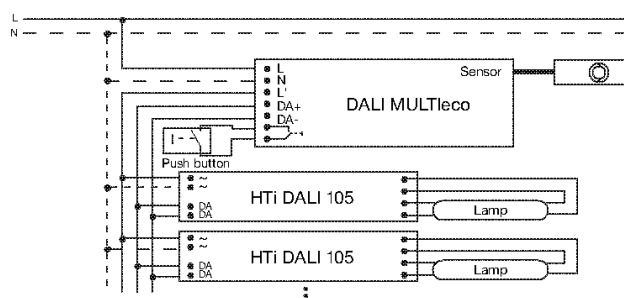 L
N
L
N
L'
DA+
DA-
Sensor
DALI MULTIeco
Push button
~
~
DA
DA
HTi DALI 105
Lamp
~
~
DA
DA
HTi DALI 105
Lamp